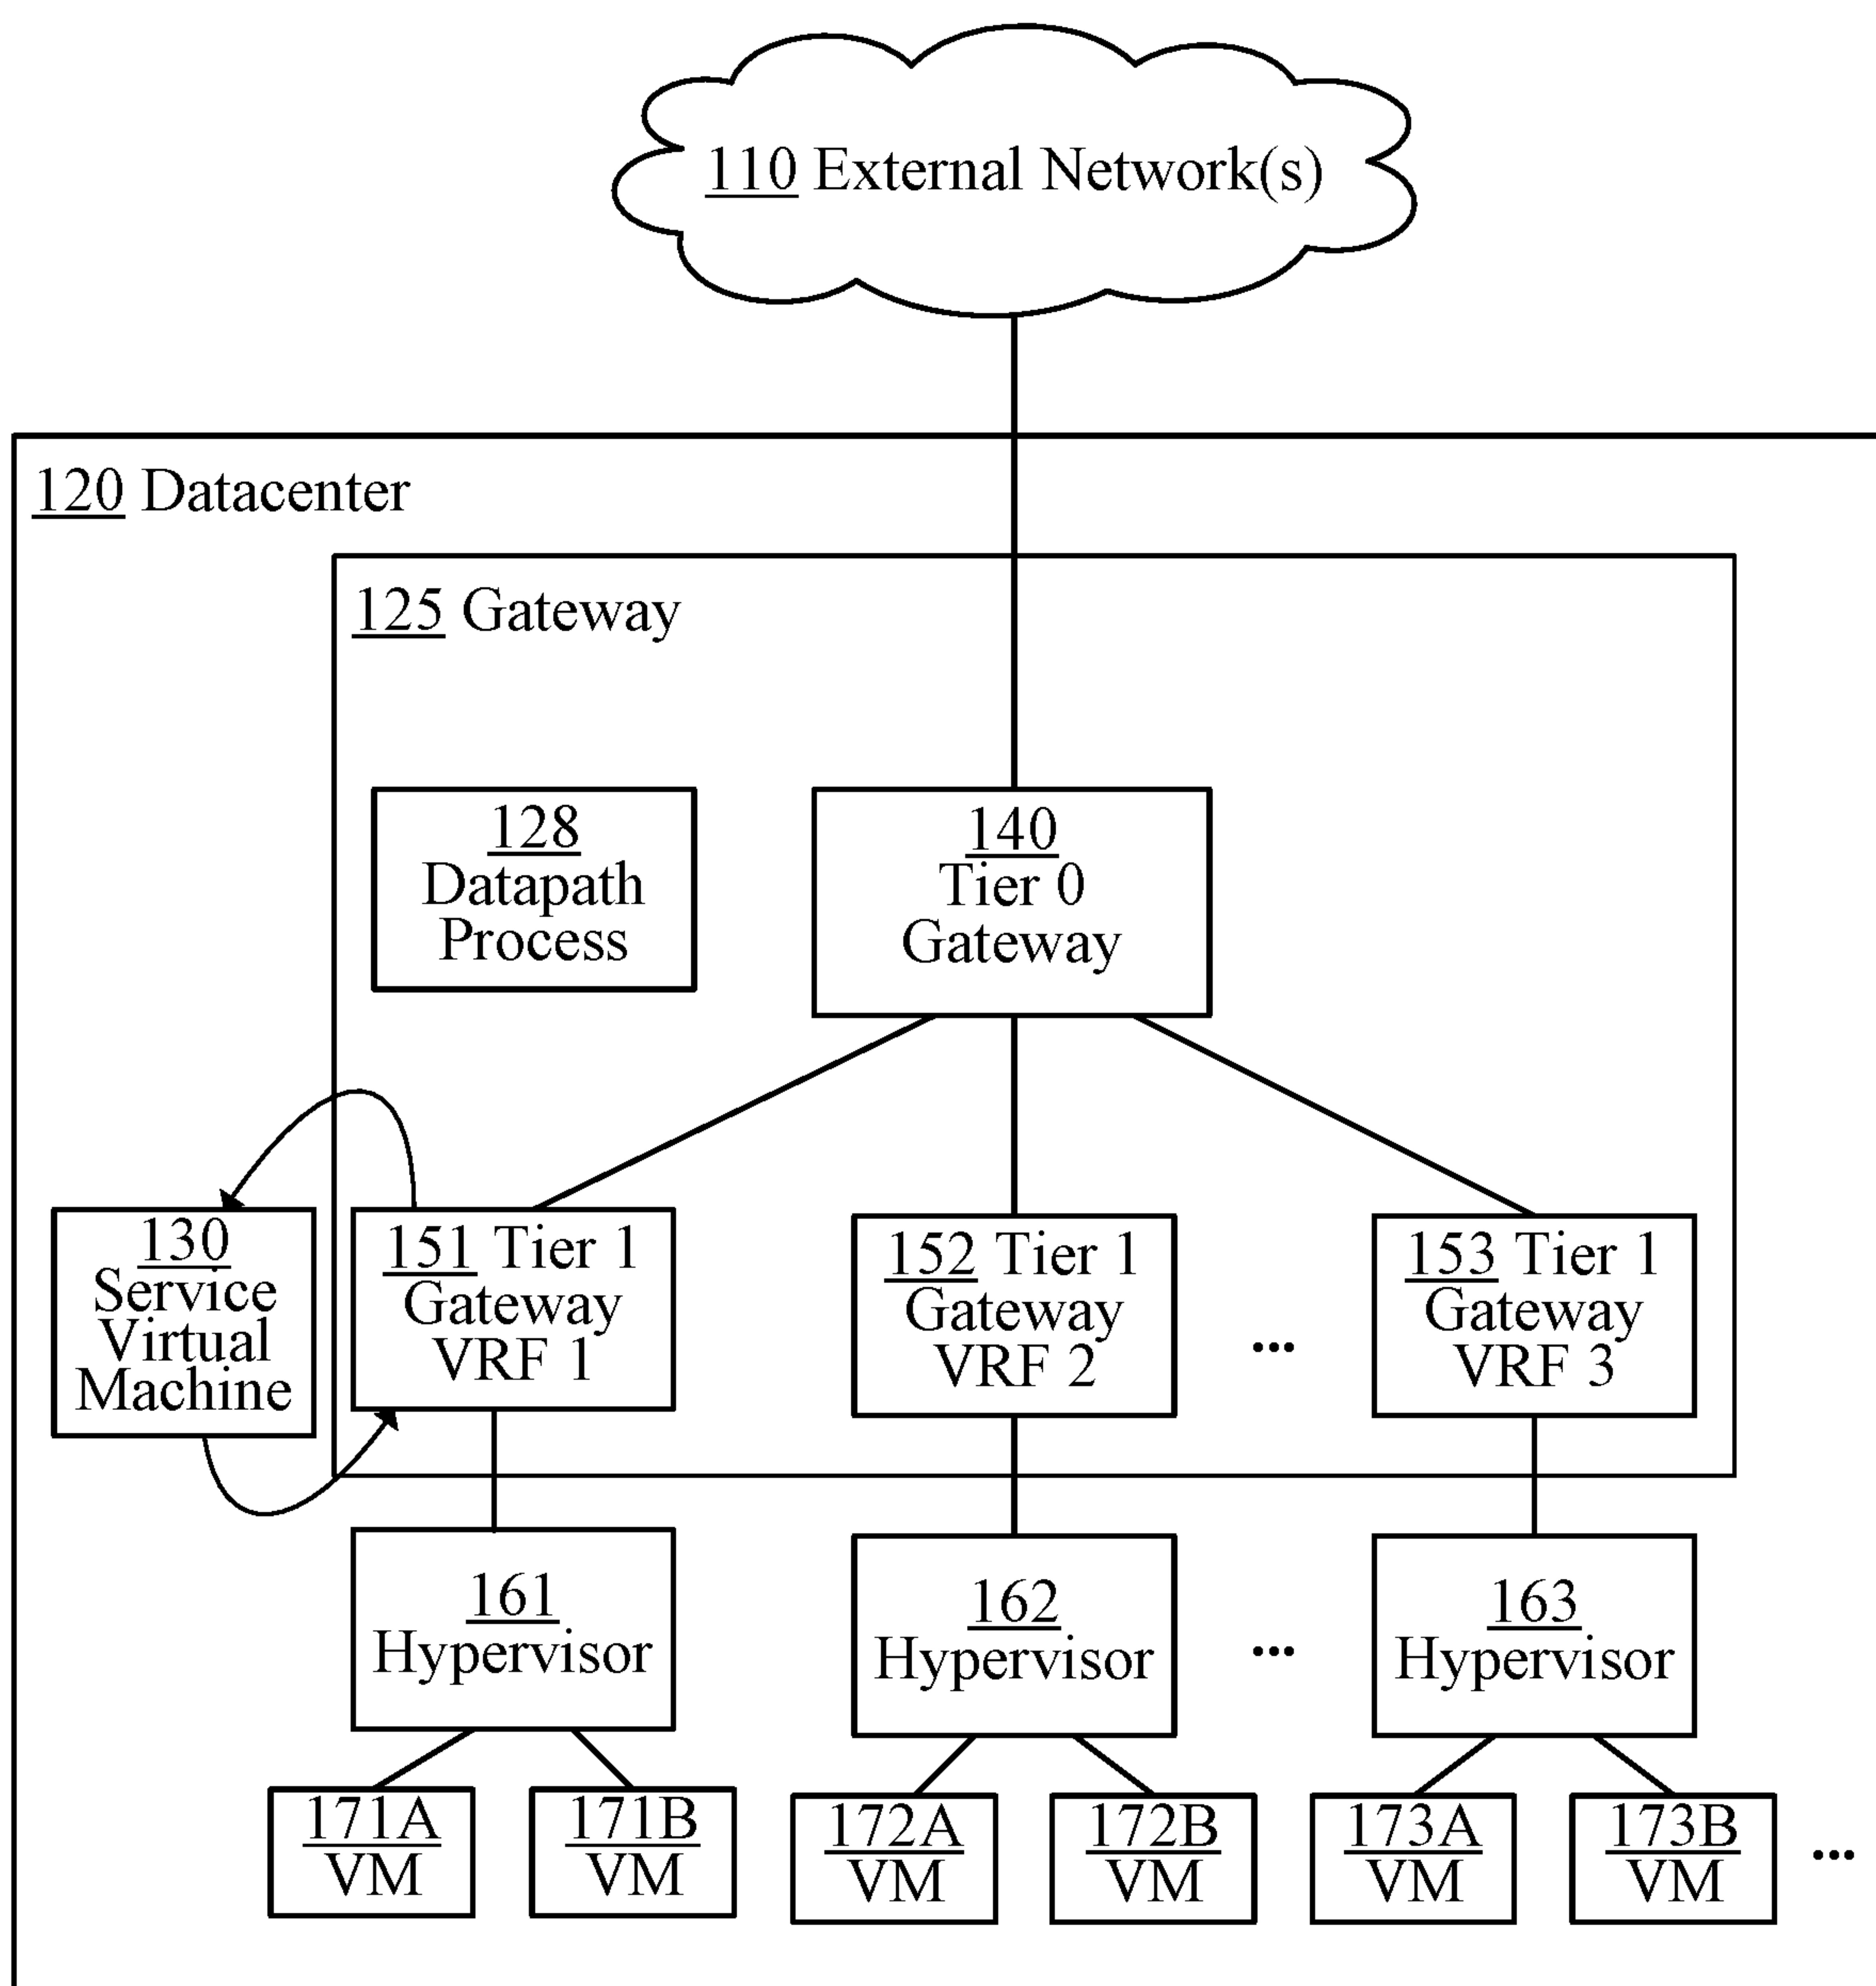 110 External Network(s)
120 Datacenter
125 Gateway
128
Datapath
Process
140
Tier 0
Gateway
130
Service
Virtual
Machine
151 Tier 1
Gateway
VRF 1
152 Tier 1
Gateway
VRF 2
...
153 Tier 1
Gateway
VRF 3
161
Hypervisor
162
Hypervisor
...
163
Hypervisor
171A
VM
171B
VM
172A
VM
172B
VM
173A
VM
173B
VM
...